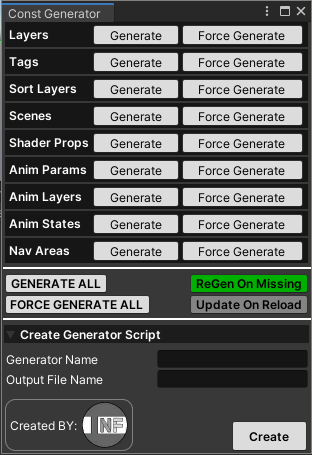 Const Generator
Layers Generate Force Generate
Tags Generate Force Generate
Sort Layers Generate Force Generate
Scenes Generate Force Generate
Shader Props Generate Force Generate
Anim Params Generate Force Generate
Anim Layers Generate Force Generate
Anim States Generate Force Generate
Nav Areas Generate Force Generate
GENERATE ALL ReGen On Missing
FORCE GENERATE ALL Update On Reload
Create Generator Script
Generator Name
Output File Name
Created BY: NF
Create